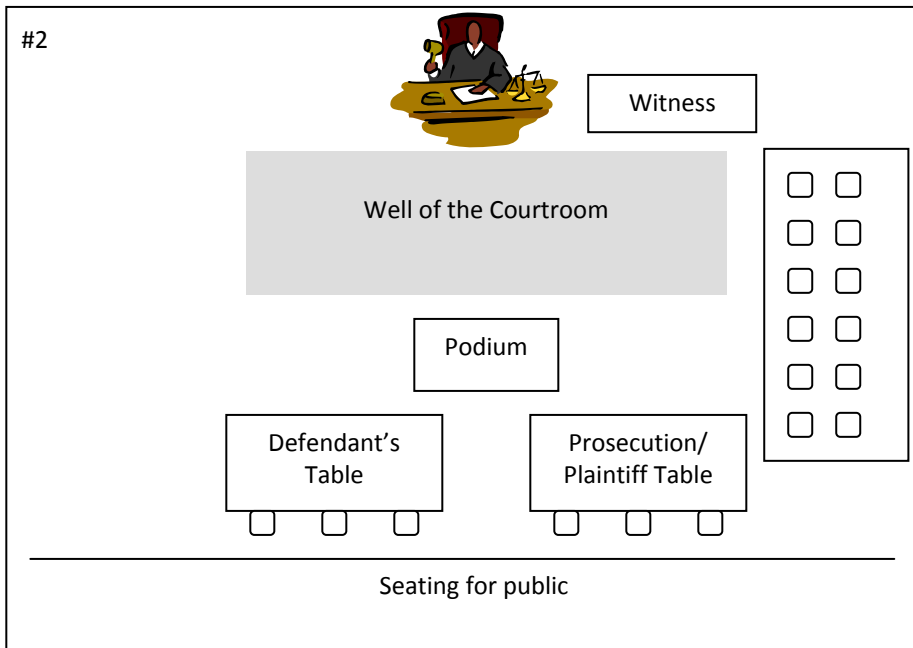 #2
Witness
Well of the Courtroom
Podium
Defendant’s
Table
Prosecution/
Plaintiff Table
Seating for public